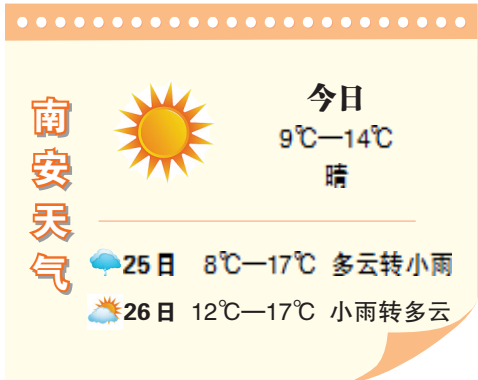 南安天气
今日
9℃—14℃
晴
25日 8℃—17℃ 多云转小雨
26日 12℃—17℃ 小雨转多云